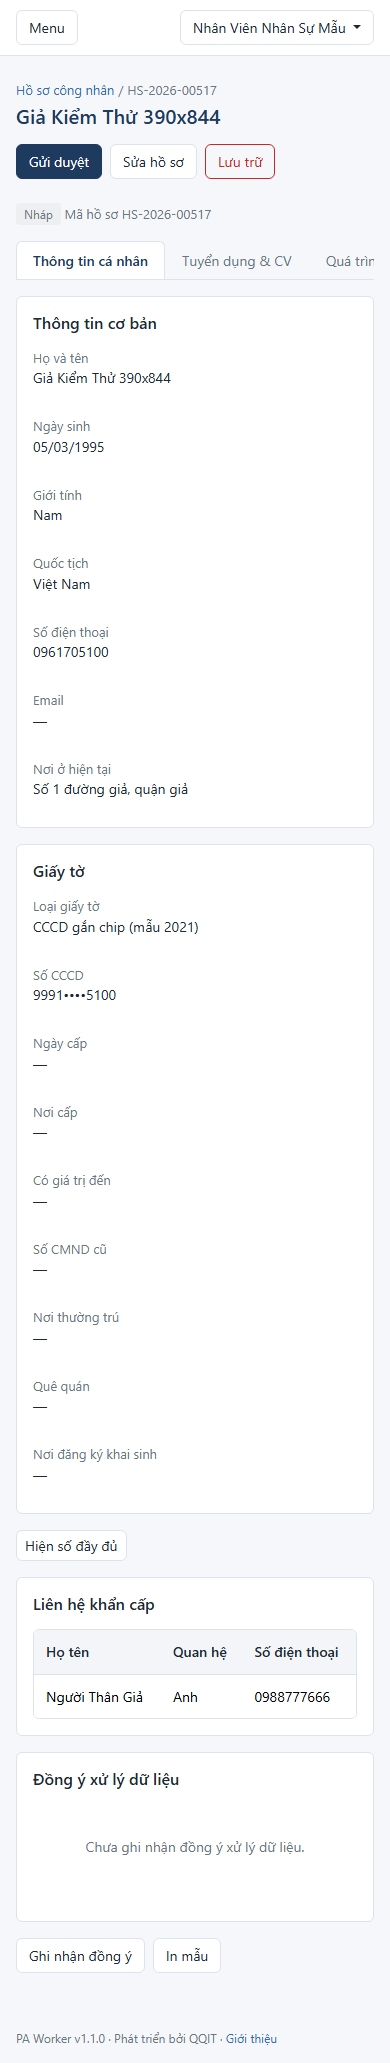 Menu
Nhân Viên Nhân Sự Mẫu
Hồ sơ công nhân / HS-2026-00517
Giả Kiểm Thử 390x844
Gửi duyệt
Sửa hồ sơ
Lưu trữ
Nháp Mã hồ sơ HS-2026-00517
Thông tin cá nhân
Tuyển dụng & CV
Quá trìn
Thông tin cơ bản
Họ và tên
Giả Kiểm Thử 390x844
Ngày sinh
05/03/1995
Giới tính
Nam
Quốc tịch
Việt Nam
Số điện thoại
0961705100
Email
—
Nơi ở hiện tại
Số 1 đường giả, quận giả
Giấy tờ
Loại giấy tờ
CCCD gắn chip (mẫu 2021)
Số CCCD
9991••••5100
Ngày cấp
—
Nơi cấp
—
Có giá trị đến
—
Số CMND cũ
—
Nơi thường trú
—
Quê quán
—
Nơi đăng ký khai sinh
—
Hiện số đầy đủ
Liên hệ khẩn cấp
Họ tên Quan hệ Số điện thoại
Người Thân Giả Anh 0988777666
Đồng ý xử lý dữ liệu
Chưa ghi nhận đồng ý xử lý dữ liệu.
Ghi nhận đồng ý
In mẫu
PA Worker v1.1.0 · Phát triển bởi QQIT · Giới thiệu